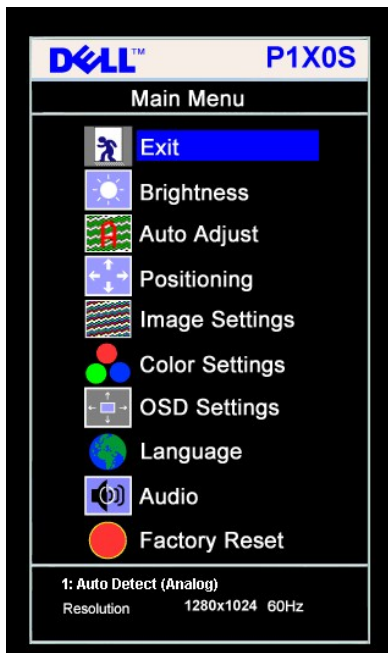 DELL™ P1X0S
Main Menu
Exit
Brightness
Auto Adjust
Positioning
Image Settings
Color Settings
OSD Settings
Language
Audio
Factory Reset
1: Auto Detect (Analog)
Resolution 1280x1024 60Hz